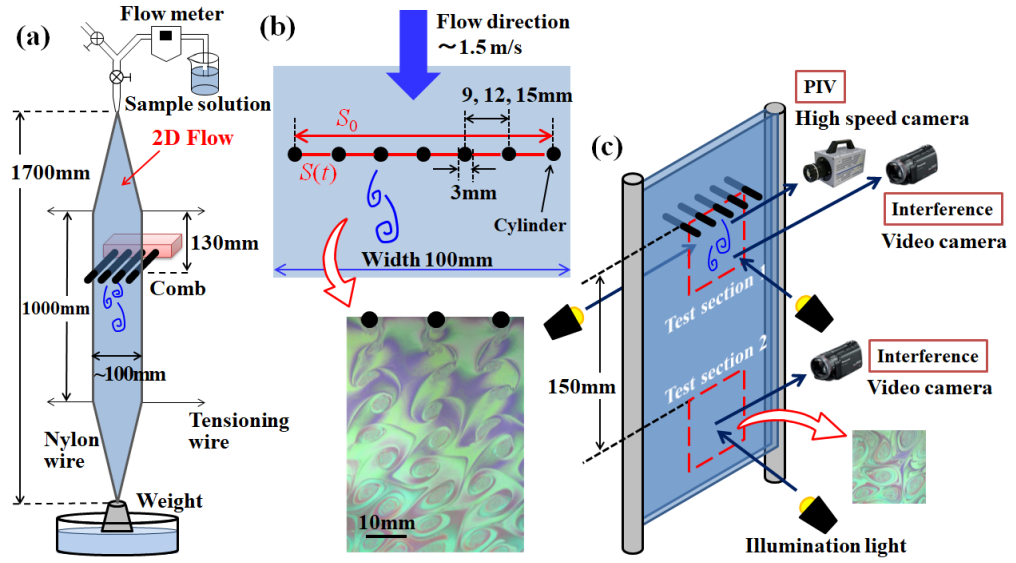 (a)
Flow meter
Sample solution
2D Flow
1700mm
130mm
Comb
1000mm
~100mm
Nylon
wire
Tensioning
wire
Weight
(b)
Flow direction
~1.5 m/s
9, 12, 15mm
S0
S(t)
3mm
Cylinder
Width 100mm
10mm
(c)
PIV
High speed camera
Interference
Video camera
Test section 1
150mm
Test section 2
Interference
Video camera
Illumination light